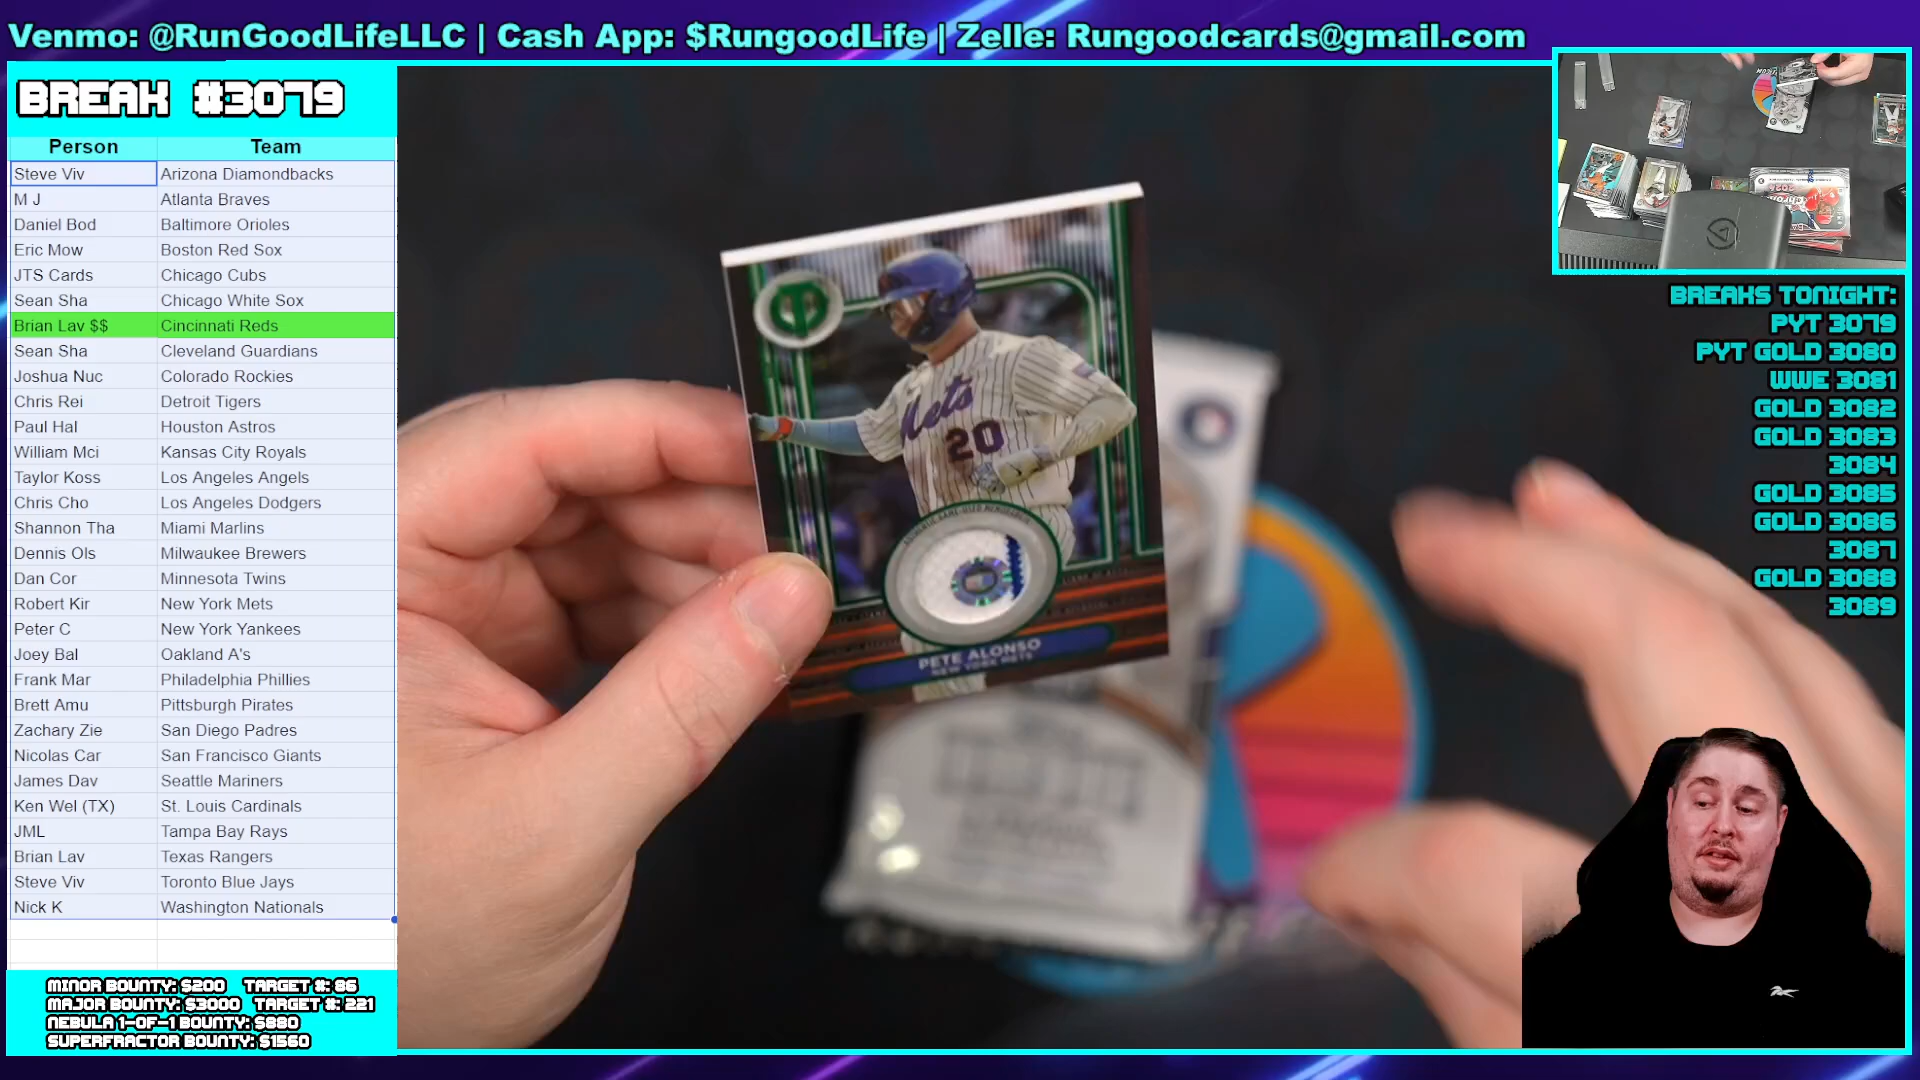 Venmo: @RunGoodLifeLLC | Cash App: $RungoodLife | Zelle: Rungoodcards@gmail.com
BREAK #3079
Person Team
Steve Viv Arizona Diamondbacks
M J Atlanta Braves
Daniel Bod Baltimore Orioles
Eric Mow Boston Red Sox
JTS Cards Chicago Cubs
Sean Sha Chicago White Sox
Brian Lav $$ Cincinnati Reds
Sean Sha Cleveland Guardians
Joshua Nuc Colorado Rockies
Chris Rei Detroit Tigers
Paul Hal Houston Astros
William Mci Kansas City Royals
Taylor Koss Los Angeles Angels
Chris Cho Los Angeles Dodgers
Shannon Tha Miami Marlins
Dennis Ols Milwaukee Brewers
Dan Cor Minnesota Twins
Robert Kir New York Mets
Peter C New York Yankees
Joey Bal Oakland A's
Frank Mar Philadelphia Phillies
Brett Amu Pittsburgh Pirates
Zachary Zie San Diego Padres
Nicolas Car San Francisco Giants
James Dav Seattle Mariners
Ken Wel (TX) St. Louis Cardinals
JML Tampa Bay Rays
Brian Lav Texas Rangers
Steve Viv Toronto Blue Jays
Nick K Washington Nationals
MINOR BOUNTY: $200 TARGET #: 86
MAJOR BOUNTY: $3000 TARGET #: 221
NEBULA 1-OF-1 BOUNTY: $880
SUPERFRACTOR BOUNTY: $1560
Mets
20
PETE ALONSO
NEW YORK METS
BREAKS TONIGHT:
PYT 3079
PYT GOLD 3080
WWE 3081
GOLD 3082
GOLD 3083
3084
GOLD 3085
GOLD 3086
3087
GOLD 3088
3089